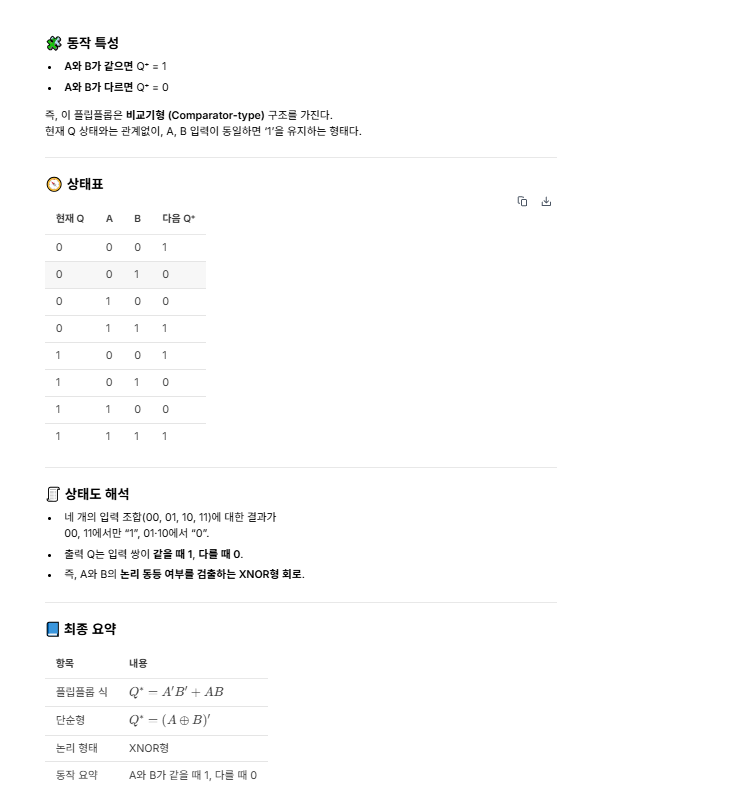 🧩 동작 특성
• A와 B가 같으면 Q⁺ = 1
• A와 B가 다르면 Q⁺ = 0
즉, 이 플립플롭은 비교기형 (Comparator-type) 구조를 가진다.
현재 Q 상태와는 관계없이, A, B 입력이 동일하면 ‘1’을 유지하는 형태다.
🧭 상태표
현재 Q A B 다음 Q⁺
0 0 0 1
0 0 1 0
0 1 0 0
0 1 1 1
1 0 0 1
1 0 1 0
1 1 0 0
1 1 1 1
🧾 상태도 해석
• 네 개의 입력 조합(00, 01, 10, 11)에 대한 결과가
00, 11에서만 “1”, 01·10에서 “0”.
• 출력 Q는 입력 쌍이 같을 때 1, 다를 때 0.
• 즉, A와 B의 논리 동등 여부를 검출하는 XNOR형 회로.
📘 최종 요약
항목 내용
플립플롭 식 Q* = A′B′ + AB
단순형 Q* = (A ⊕ B)′
논리 형태 XNOR형
동작 요약 A와 B가 같을 때 1, 다를 때 0